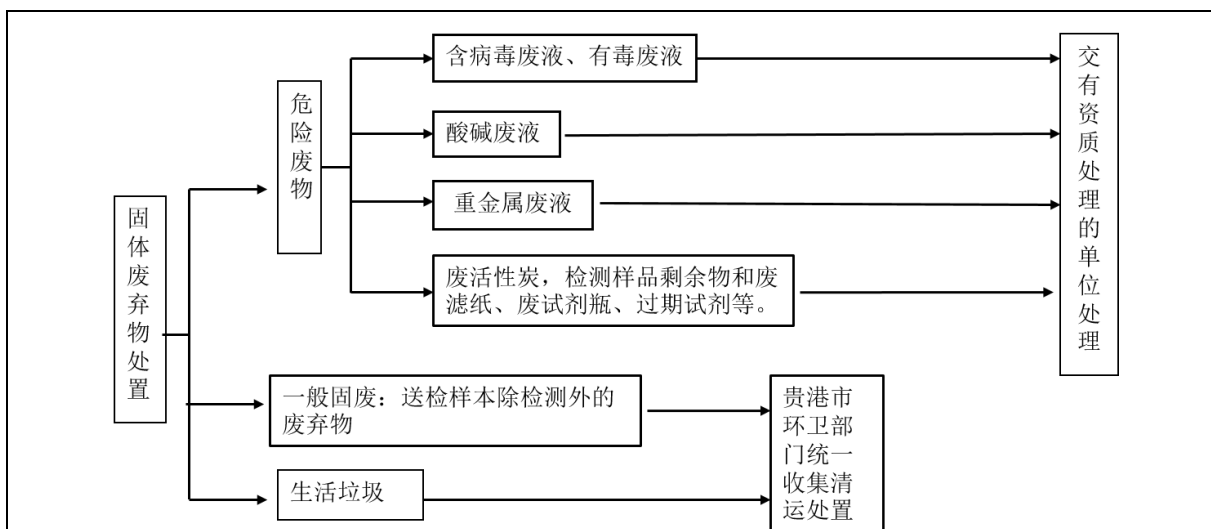 固体废弃物处置
危险废物
含病毒废液、有毒废液
酸碱废液
重金属废液
废活性炭，检测样品剩余物和废
滤纸、废试剂瓶、过期试剂等。
交有资质处理的单位处理
一般固废：送检样本除检测外的
废弃物
生活垃圾
贵港市
环卫部
门统一
收集清
运处置